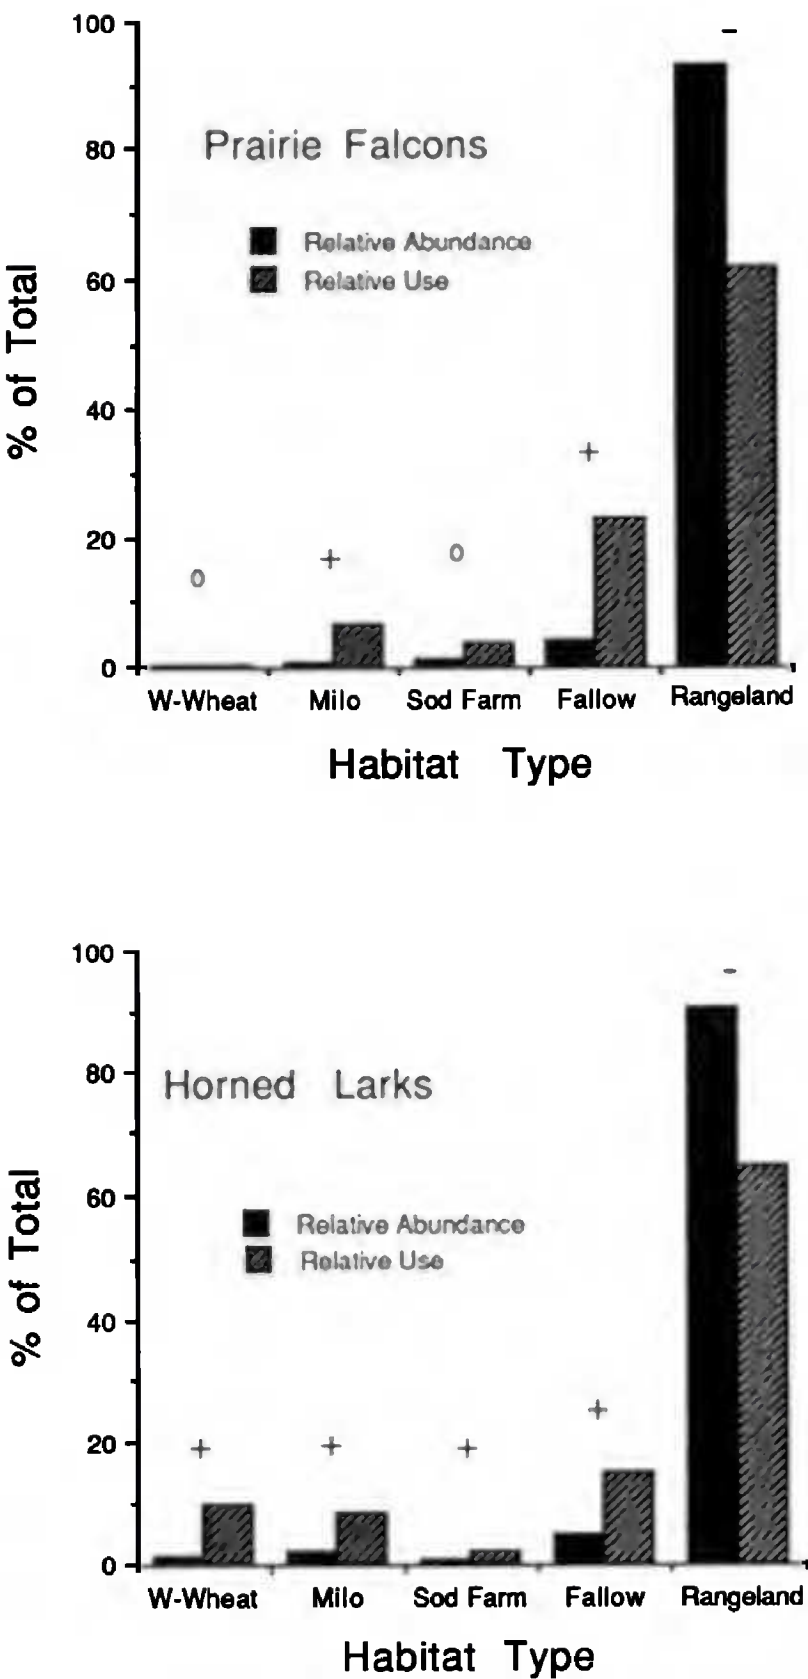 100
–
80
Prairie Falcons
Relative Abundance
Relative Use
60
% of Total
40
+
20
0
+
0
0
W-Wheat Milo Sod Farm Fallow Rangeland
Habitat Type
100
-
80
Horned Larks
60
Relative Abundance
Relative Use
% of Total
40
+
20
+ + +
0
W-Wheat Milo Sod Farm Fallow Rangeland
Habitat Type